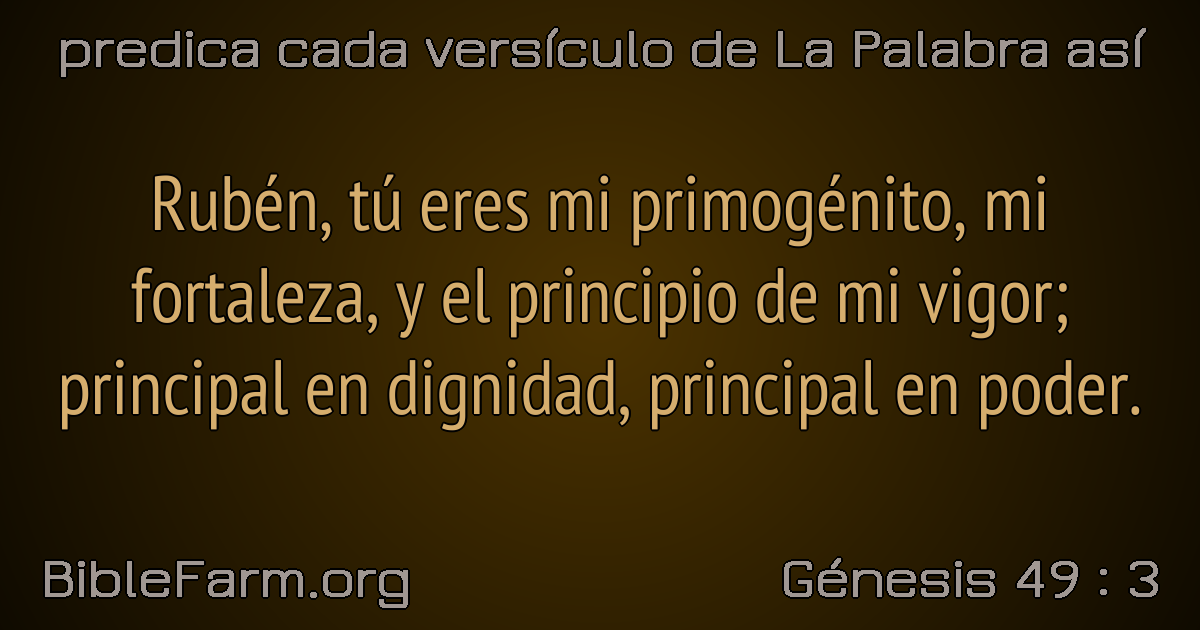 predica cada versículo de La Palabra así
Rubén, tú eres mi primogénito, mi
fortaleza, y el principio de mi vigor;
principal en dignidad, principal en poder.
BibleFarm.org
Génesis 49 : 3